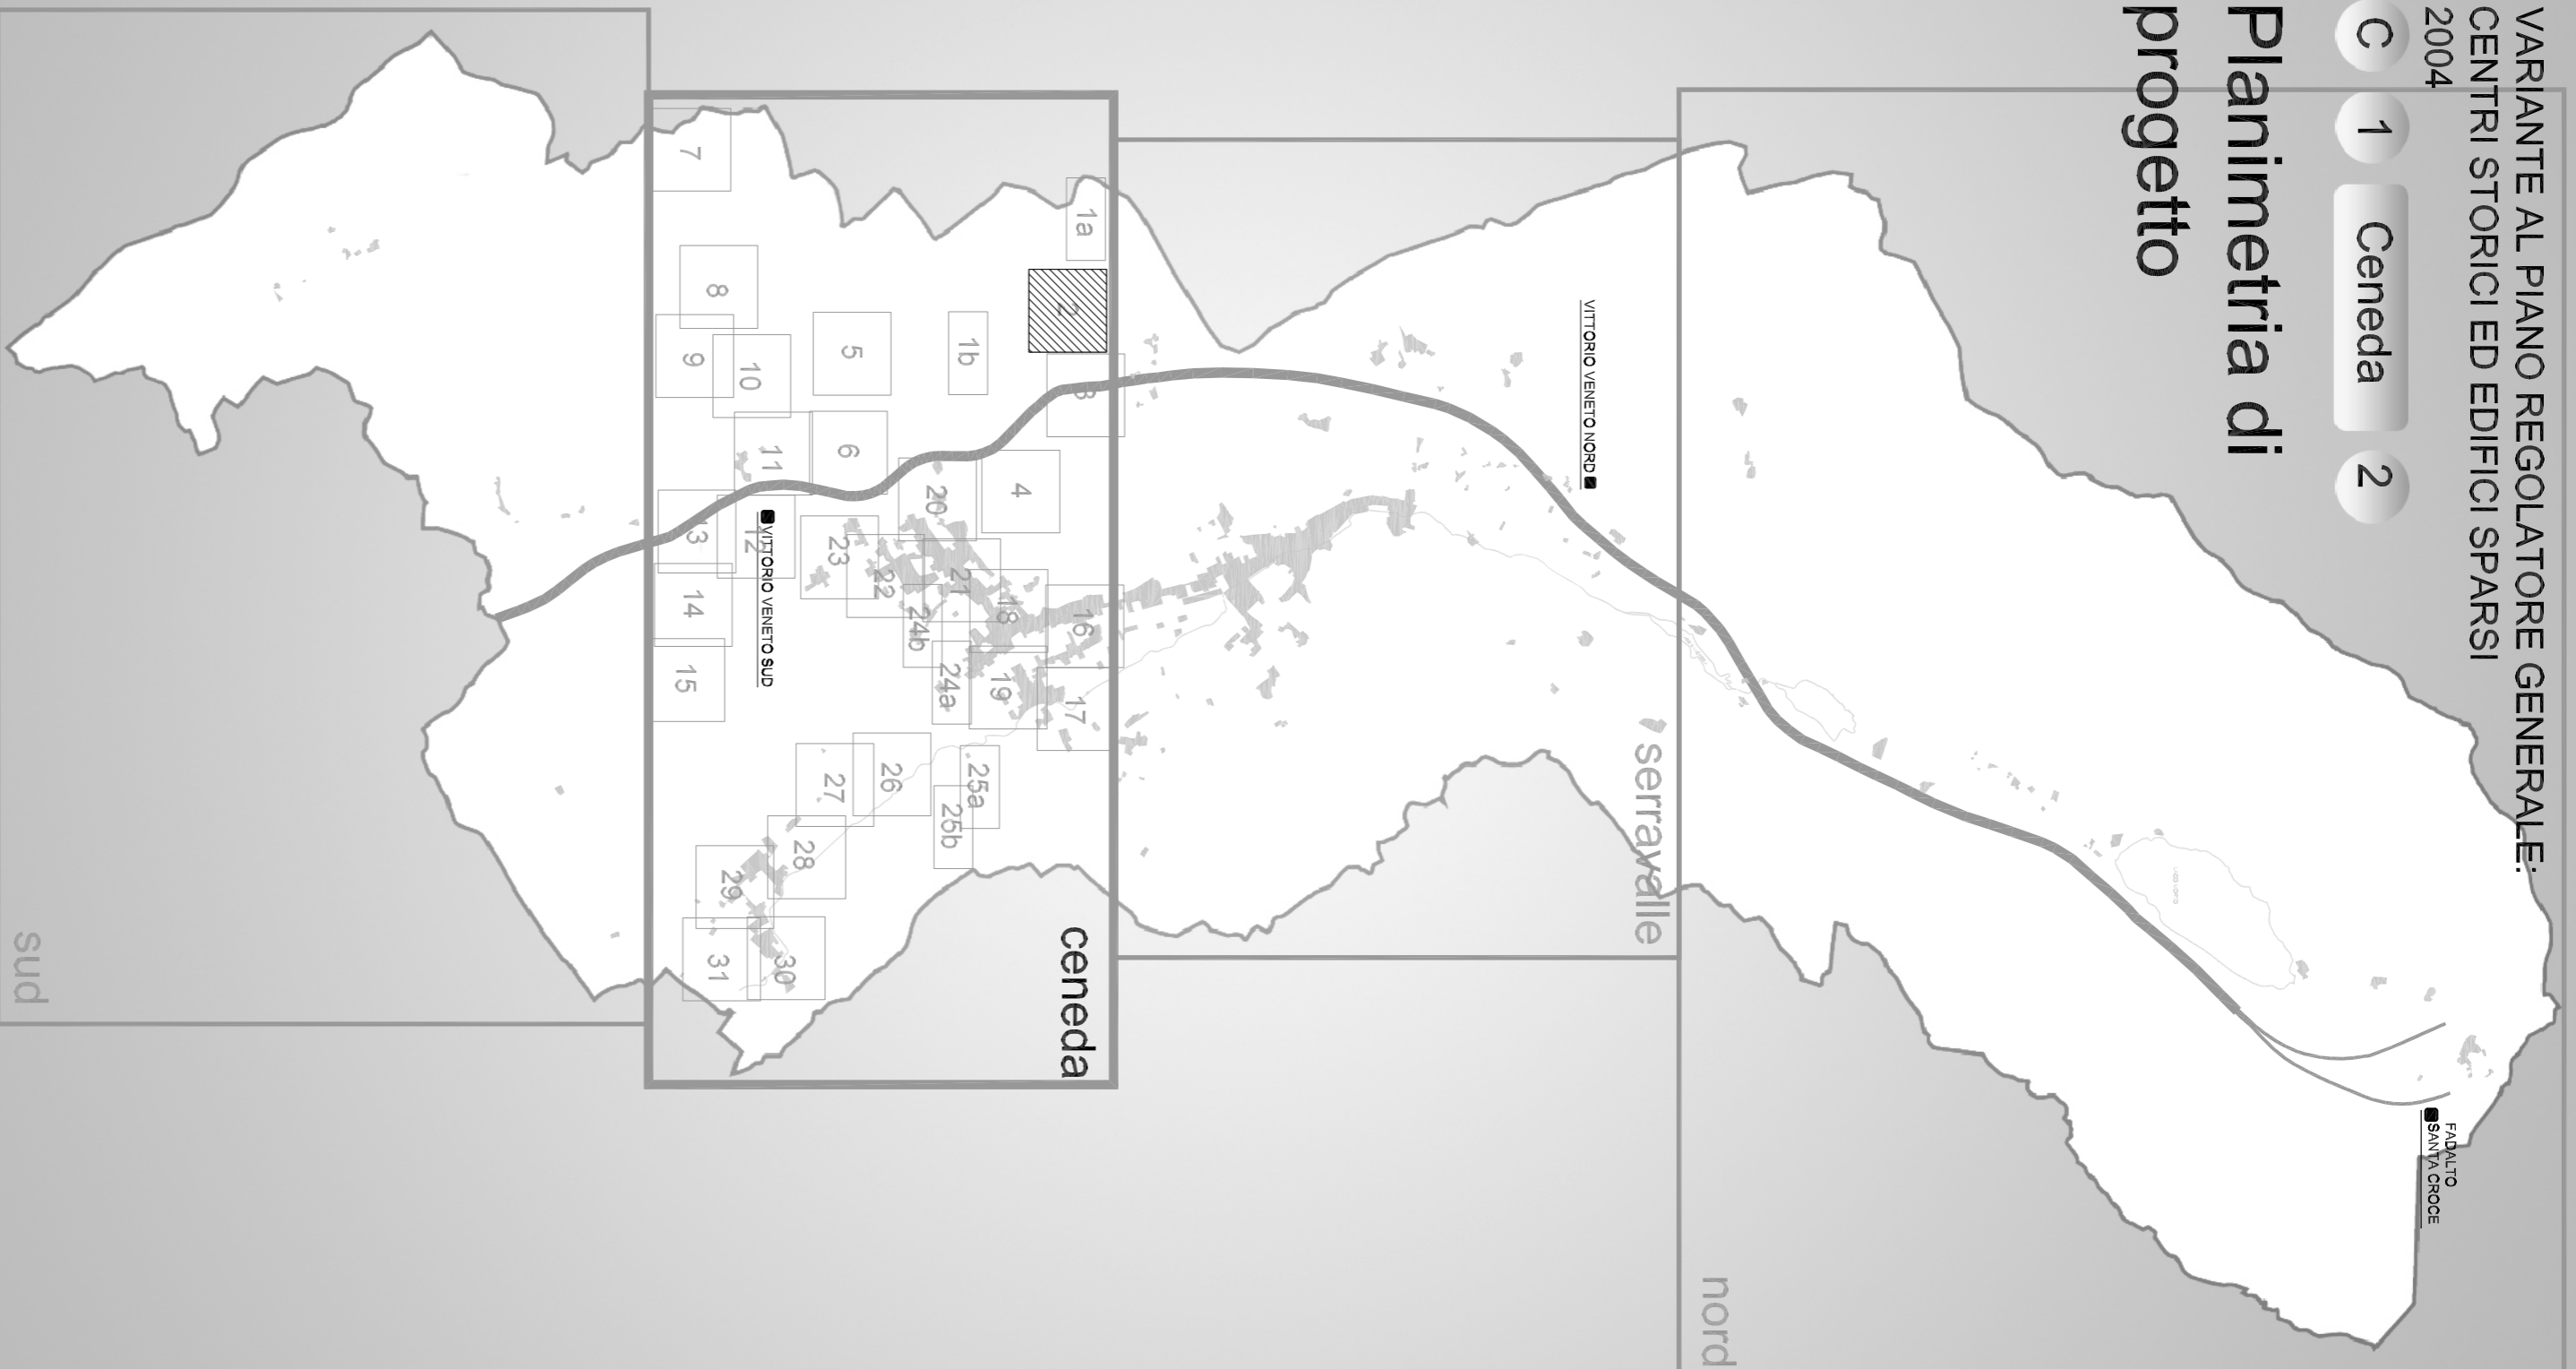 VARIANTE AL PIANO REGOLATORE GENERALE:
CENTRI STORICI ED EDIFICI SPARSI
2004
C 1 Ceneda 2
Planimetria di
progetto
FADALTO
SANTA CROCE
nord
serravalle
VITTORIO VENETO NORD
ceneda
1a
2
3
16
17
4
18
19
1b
25a
25b
20
21
24a
24b
26
22
5
6
23
27
28
30
VITTORIO VENETO SUD
10
11
12
29
7
8
9
13
14
15
31
sud